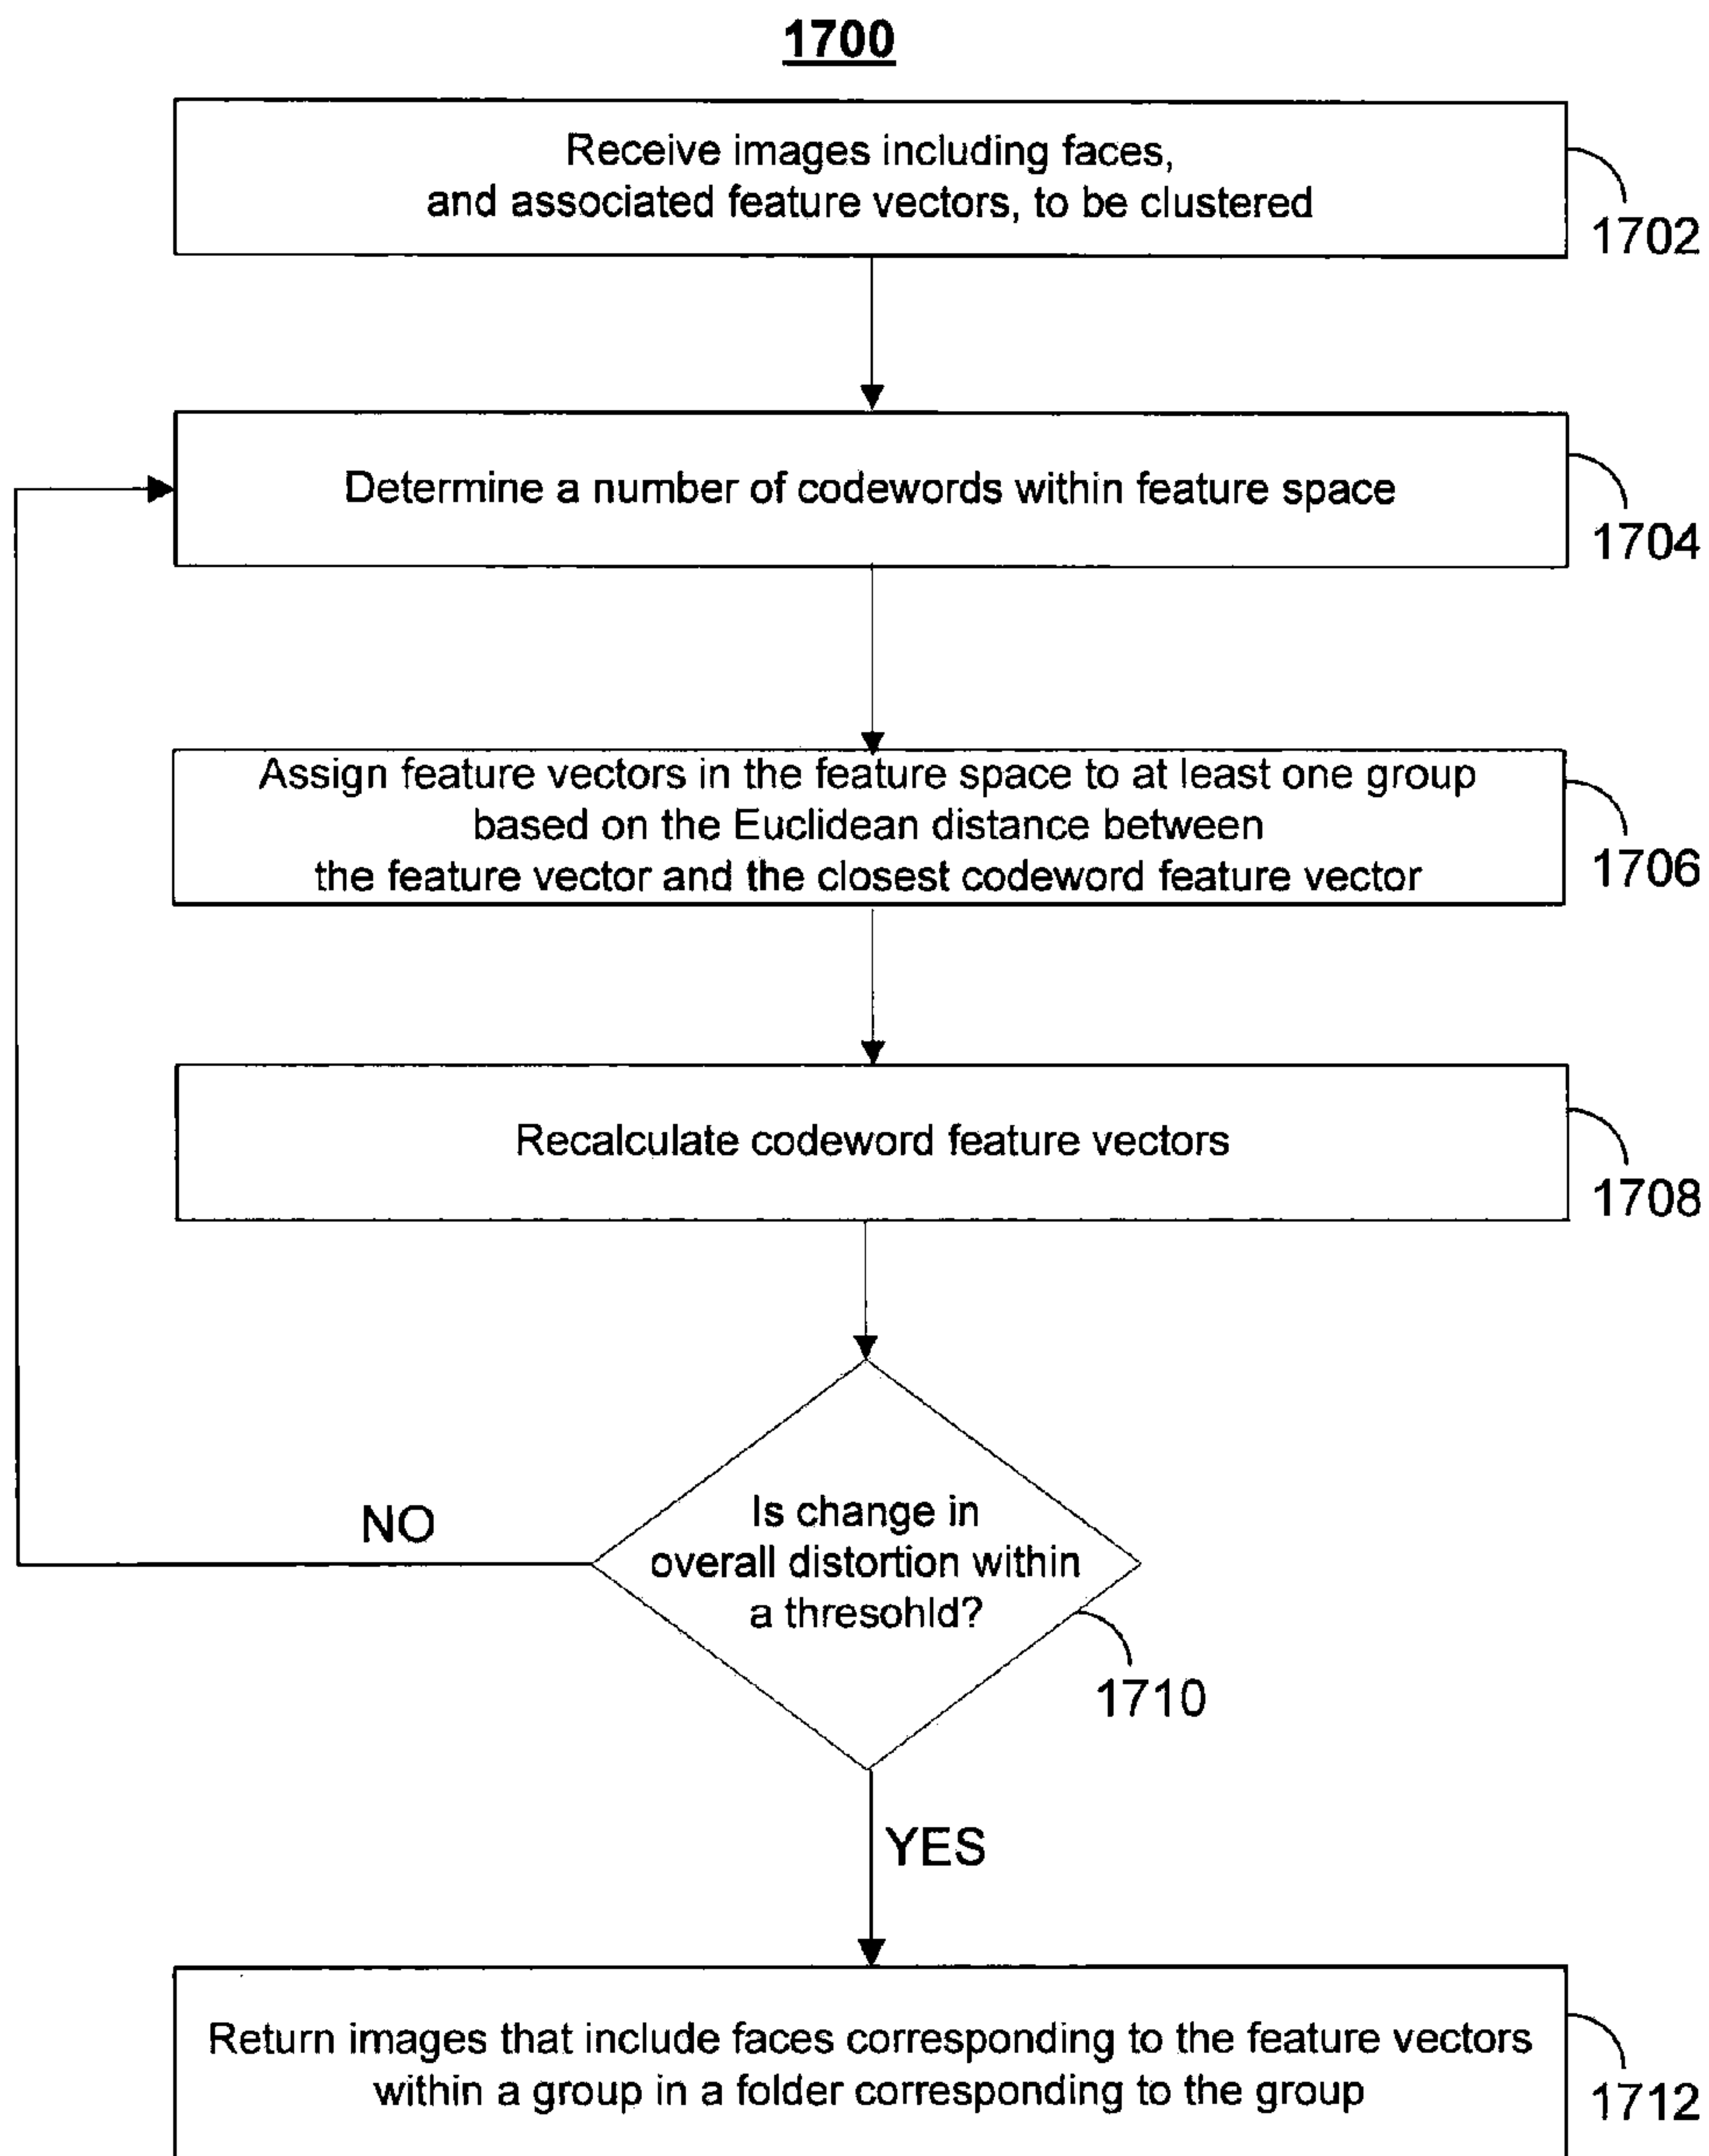 1700
Receive images including faces,
and associated feature vectors, to be clustered
1702
Determine a number of codewords within feature space
1704
Assign feature vectors in the feature space to at least one group
based on the Euclidean distance between
the feature vector and the closest codeword feature vector
1706
Recalculate codeword feature vectors
1708
Is change in
overall distortion within
a thresohld?
1710
NO
YES
Return images that include faces corresponding to the feature vectors
within a group in a folder corresponding to the group
1712